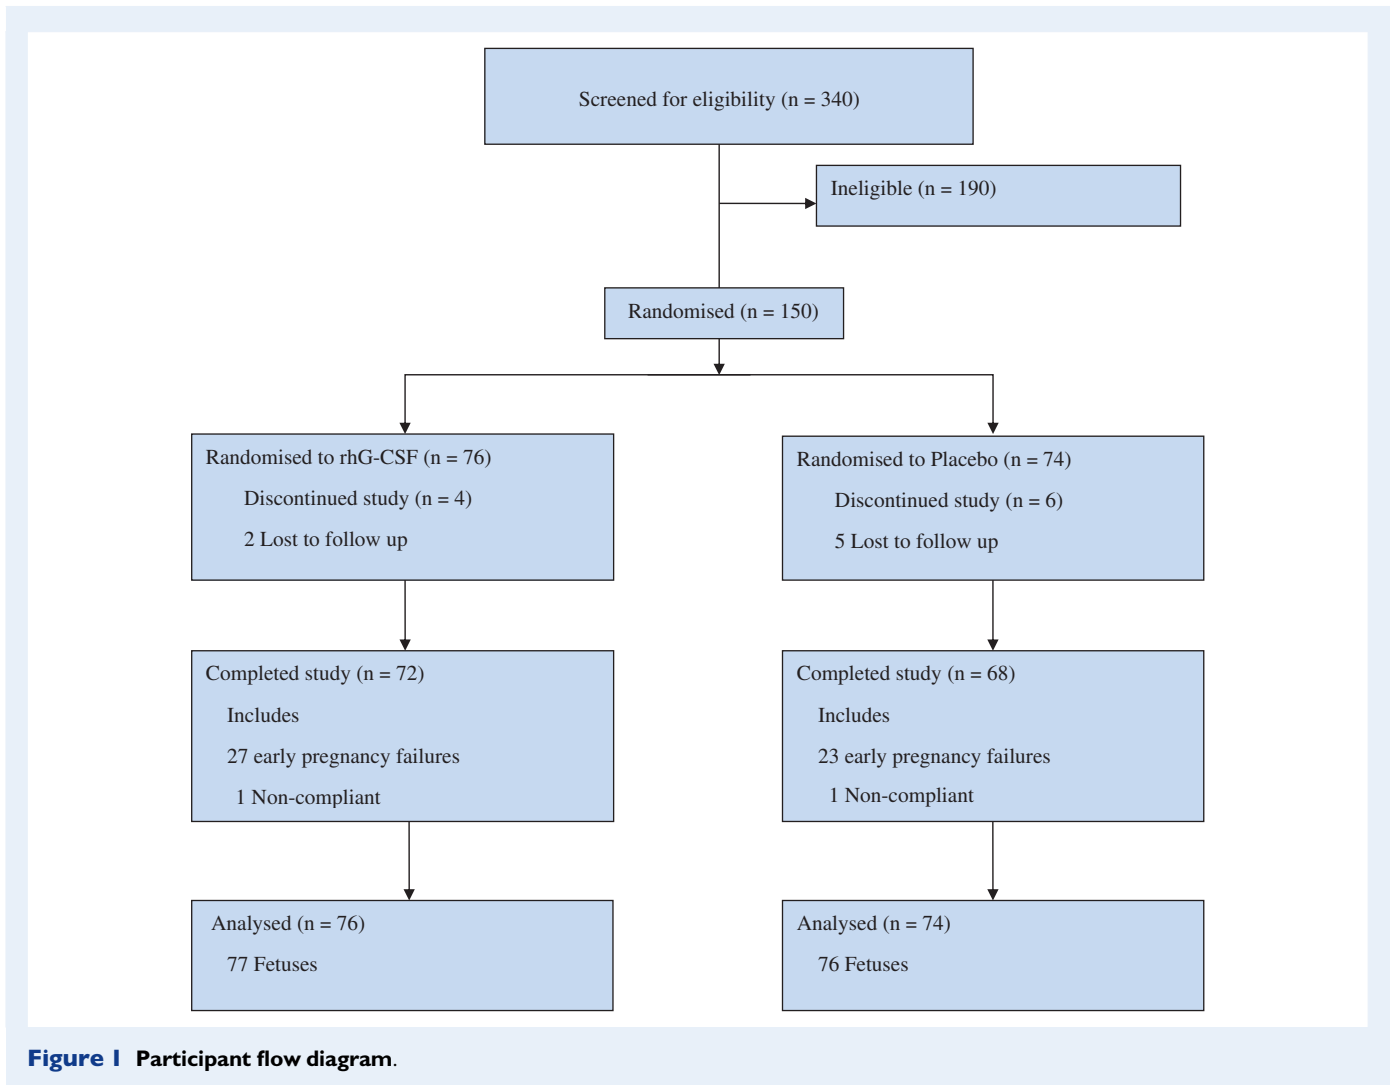 Screened for eligibility (n = 340)
Ineligible (n = 190)
Randomised (n = 150)
Randomised to rhG-CSF (n = 76)
Discontinued study (n = 4)
2 Lost to follow up
Randomised to Placebo (n = 74)
Discontinued study (n = 6)
5 Lost to follow up
Completed study (n = 72)
Includes
27 early pregnancy failures
1 Non-compliant
Completed study (n = 68)
Includes
23 early pregnancy failures
1 Non-compliant
Analysed (n = 76)
77 Fetuses
Analysed (n = 74)
76 Fetuses
Figure 1 Participant flow diagram.